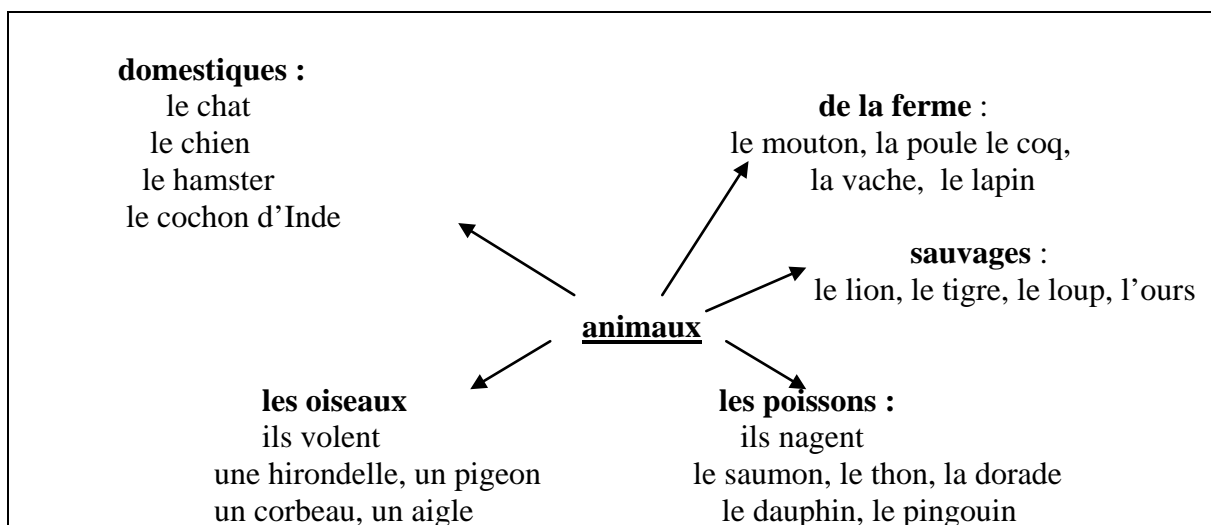 domestiques :
le chat
le chien
le hamster
le cochon d’Inde
de la ferme :
le mouton, la poule le coq,
la vache, le lapin
sauvages :
le lion, le tigre, le loup, l’ours
animaux
les oiseaux
ils volent
une hirondelle, un pigeon
un corbeau, un aigle
les poissons :
ils nagent
le saumon, le thon, la dorade
le dauphin, le pingouin